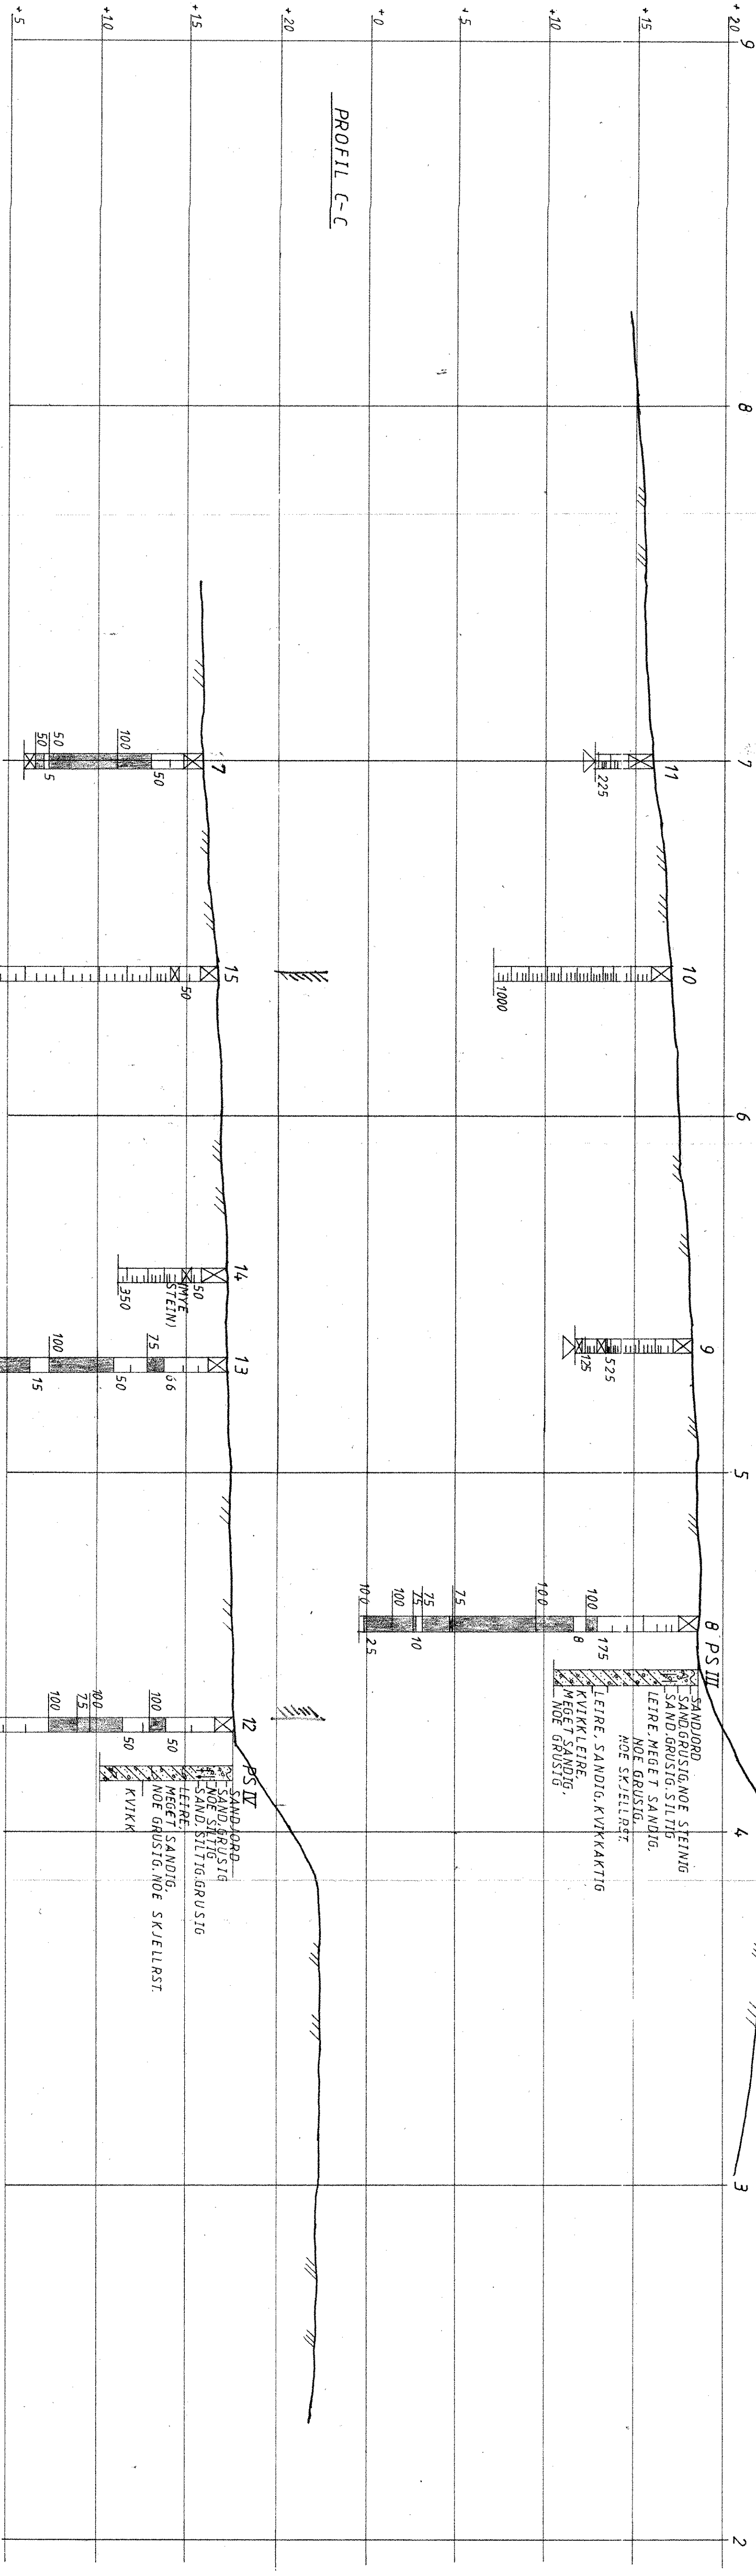 9
8
7
6
5
4
3
2
+ 20
+ 15
+ 10
+ 5
+ 0
11
225
10
1000
9
525
125
8 PS III
100
175
8
100
75
75
75
10
100
100
25
SANDJORD
SAND, GRUSIG, NOE STEINIG
SAND, GRUSIG, SILTIG
LEIRE, MEGET SANDIG,
NOE GRUSIG,
NOE SKJELLRST.
LEIRE, SANDIG, KVIKKAKTIG
KVIKKLEIRE,
MEGET SANDIG,
NOE GRUSIG
PROFIL C-C
+ 20
+ 15
+ 10
+ 5
7
50
100
50
5
50
15
50
14
50
(MYE
STEIN)
350
13
66
75
50
100
15
12
50
100
50
100
75
100
PS IV
SANDJORD
SAND, GRUSIG
NOE SILTIG
SAND, SILTIG, GRUSIG
LEIRE,
MEGET SANDIG,
NOE GRUSIG, NOE SKJELLRST.
KVIKK